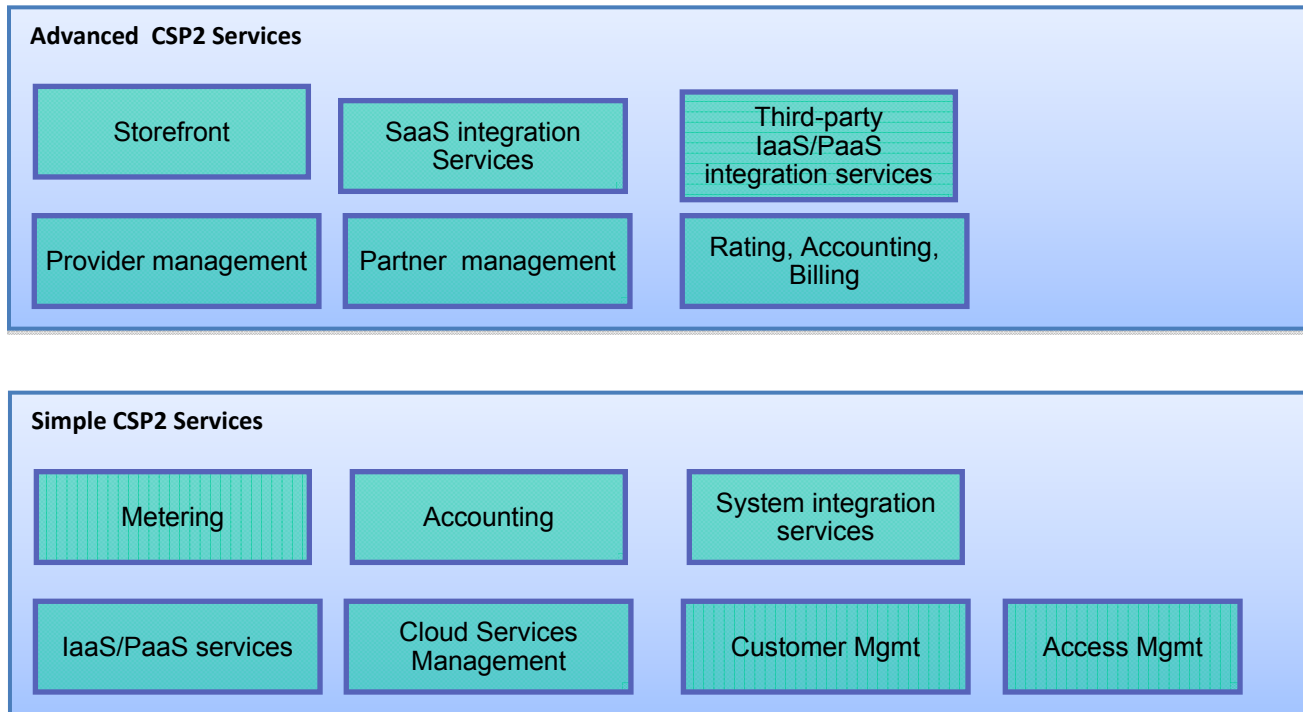 Advanced  CSP2 Services
Storefront
SaaS integration
Services
Third-party
IaaS/PaaS
integration services
Provider management
Partner  management
Rating, Accounting,
Billing
Simple CSP2 Services
Metering
Accounting
System integration
services
IaaS/PaaS services
Cloud Services
Management
Customer Mgmt
Access Mgmt